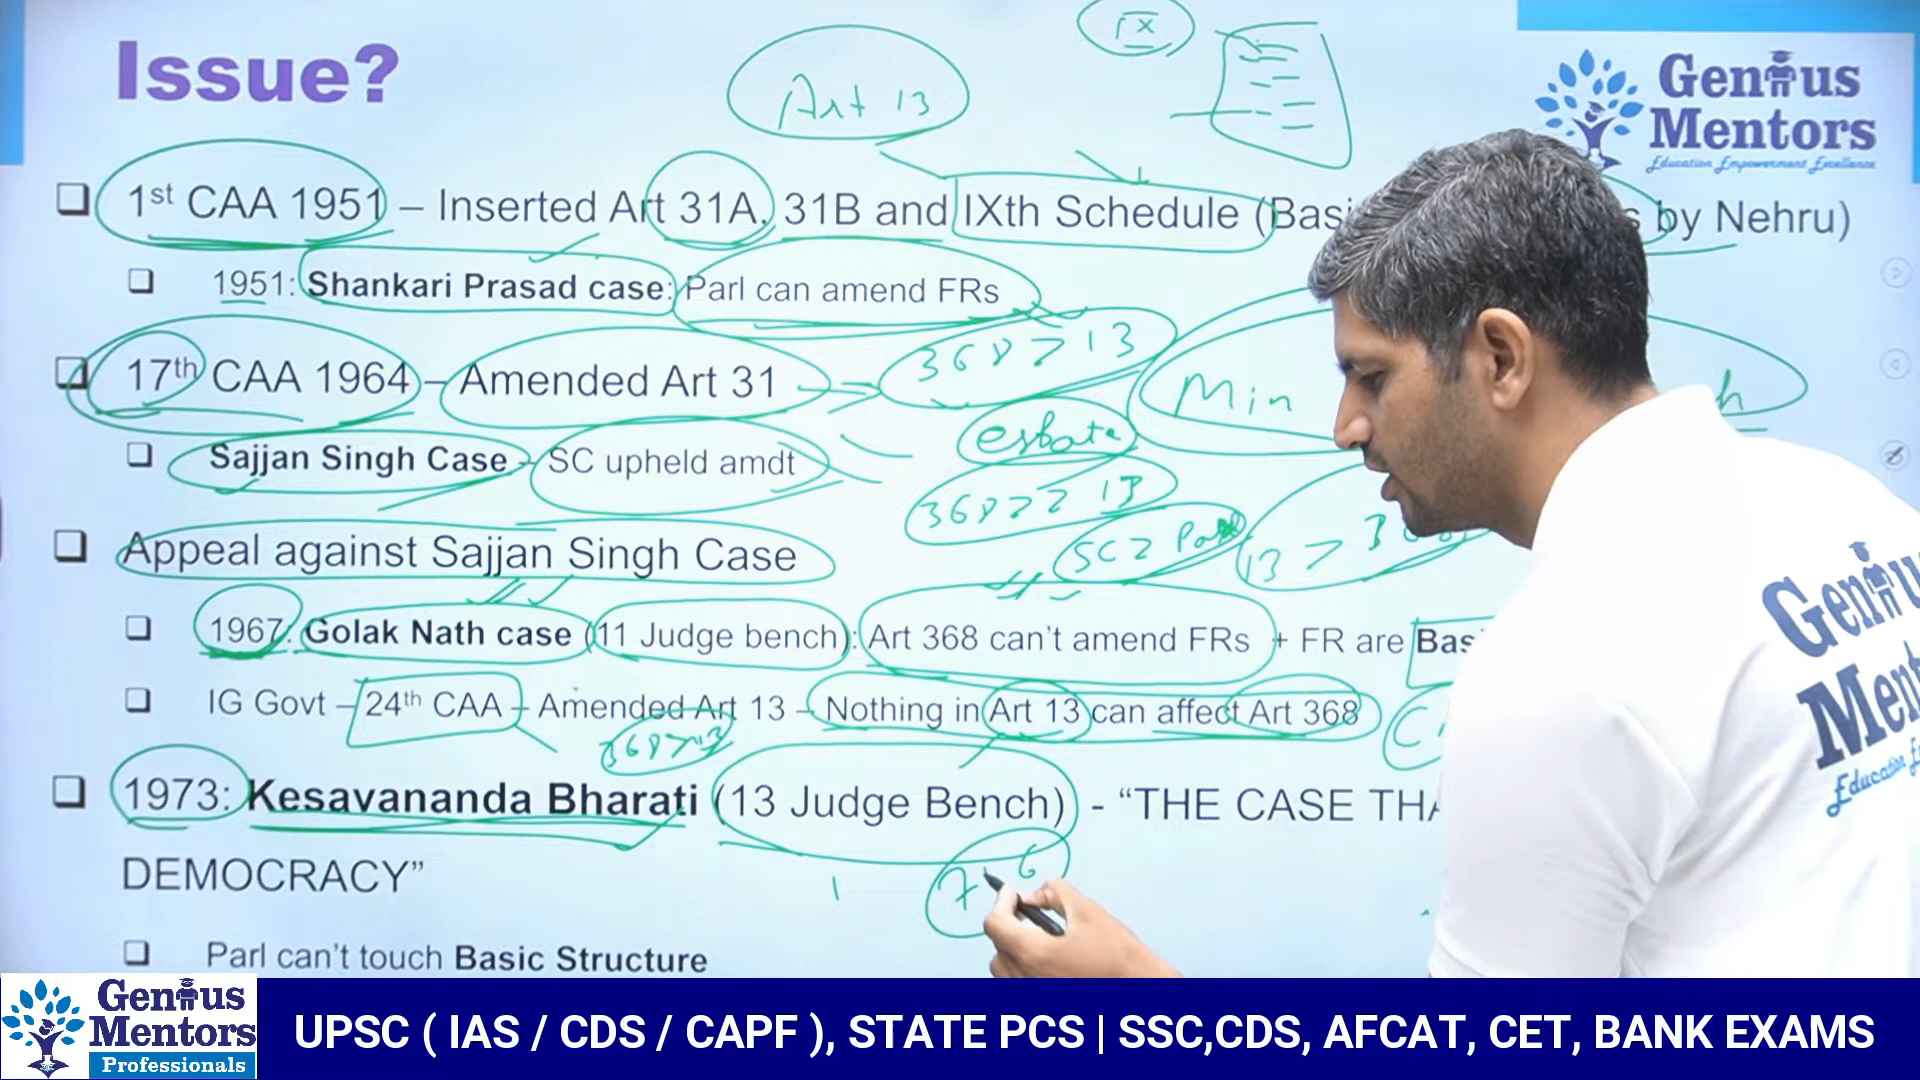 Issue?
Art 13
IX
Genius
Mentors
Education Empowerment Excellence
❑ 1st CAA 1951 – Inserted Art 31A, 31B and IXth Schedule (Basi s by Nehru)
❑ 1951: Shankari Prasad case: Parl can amend FRs
368 > 13
❑ 17th CAA 1964 – Amended Art 31
Min
estate
❑ Sajjan Singh Case - SC upheld amdt
368 > 13
❑ Appeal against Sajjan Singh Case
13 > 3
❑ 1967: Golak Nath case (11 Judge bench): Art 368 can't amend FRs + FR are Bas
❑ IG Govt – 24th CAA – Amended Art 13 – Nothing in Art 13 can affect Art 368
368 > 13
❑ 1973: Kesavananda Bharati (13 Judge Bench) - “THE CASE THA
DEMOCRACY”
7 6
❑ Parl can't touch Basic Structure
Genius
Mentors
Professionals
UPSC ( IAS / CDS / CAPF ), STATE PCS | SSC,CDS, AFCAT, CET, BANK EXAMS